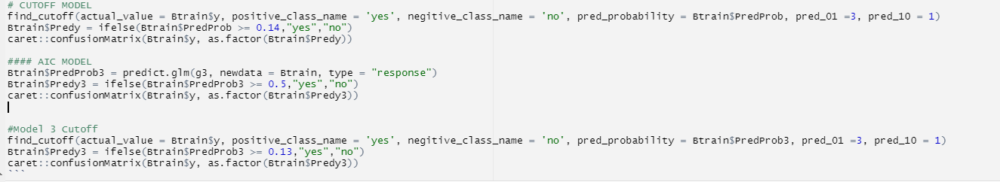 # CUTOFF MODEL
find_cutoff(actual_value = Btrain$y, positive_class_name = 'yes', negitive_class_name = 'no', pred_probability = Btrain$PredProb, pred_01 =3, pred_10 = 1)
Btrain$Predy = ifelse(Btrain$PredProb >= 0.14,"yes","no")
caret::confusionMatrix(Btrain$y, as.factor(Btrain$Predy))
#### AIC MODEL
Btrain$PredProb3 = predict.glm(g3, newdata = Btrain, type = "response")
Btrain$Predy3 = ifelse(Btrain$PredProb3 >= 0.5,"yes","no")
caret::confusionMatrix(Btrain$y, as.factor(Btrain$Predy3))
#Model 3 Cutoff
find_cutoff(actual_value = Btrain$y, positive_class_name = 'yes', negitive_class_name = 'no', pred_probability = Btrain$PredProb3, pred_01 =3, pred_10 = 1)
Btrain$Predy3 = ifelse(Btrain$PredProb3 >= 0.13,"yes","no")
caret::confusionMatrix(Btrain$y, as.factor(Btrain$Predy3))
```